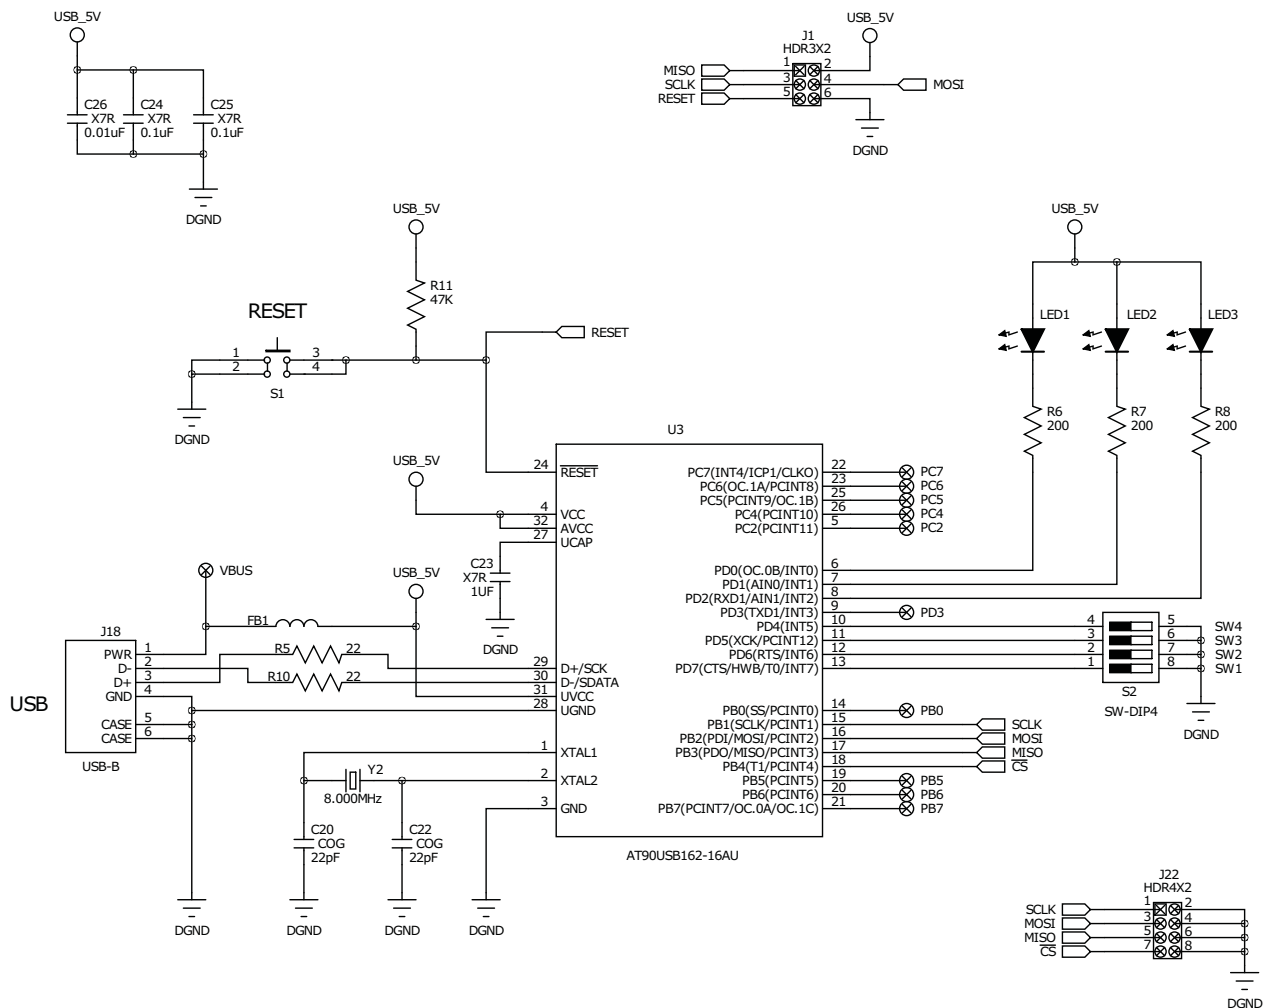 USB_5V
C26
X7R
0.01uF
C24
X7R
0.1uF
C25
X7R
0.1uF
DGND
J1
HDR3X2
USB_5V
MISO 1 2
SCLK 3 4 MOSI
RESET 5 6
DGND
USB_5V
R11
47K
RESET
RESET
1 3
2 4
S1
DGND
USB_5V
LED1 LED2 LED3
R6
200
R7
200
R8
200
U3
USB_5V
24 RESET
4 VCC
32 AVCC
27 UCAP
C23
X7R
1UF
DGND
VBUS
USB_5V
FB1
J18
PWR 1
D- 2
D+ 3
GND 4
CASE 5
CASE 6
USB
USB-B
R5 22
R10 22
29 D+/SCK
30 D-/SDATA
31 UVCC
28 UGND
1 XTAL1
2 XTAL2
3 GND
Y2
8.000MHz
C20
COG
22pF
C22
COG
22pF
DGND
DGND
DGND
DGND
PC7(INT4/ICP1/CLKO) 22 PC7
PC6(OC.1A/PCINT8) 23 PC6
PC5(PCINT9/OC.1B) 25 PC5
PC4(PCINT10) 26 PC4
PC2(PCINT11) 5 PC2
PD0(OC.0B/INT0) 6
PD1(AIN0/INT1) 7
PD2(RXD1/AIN1/INT2) 8
PD3(TXD1/INT3) 9 PD3
PD4(INT5) 10 4 5 SW4
PD5(XCK/PCINT12) 11 3 6 SW3
PD6(RTS/INT6) 12 2 7 SW2
PD7(CTS/HWB/T0/INT7) 13 1 8 SW1
S2
SW-DIP4
DGND
PB0(SS/PCINT0) 14 PB0
PB1(SCLK/PCINT1) 15 SCLK
PB2(PDI/MOSI/PCINT2) 16 MOSI
PB3(PDO/MISO/PCINT3) 17 MISO
PB4(T1/PCINT4) 18 CS
PB5(PCINT5) 19 PB5
PB6(PCINT6) 20 PB6
PB7(PCINT7/OC.0A/OC.1C) 21 PB7
AT90USB162-16AU
J22
HDR4X2
SCLK 1 2
MOSI 3 4
MISO 5 6
CS 7 8
DGND